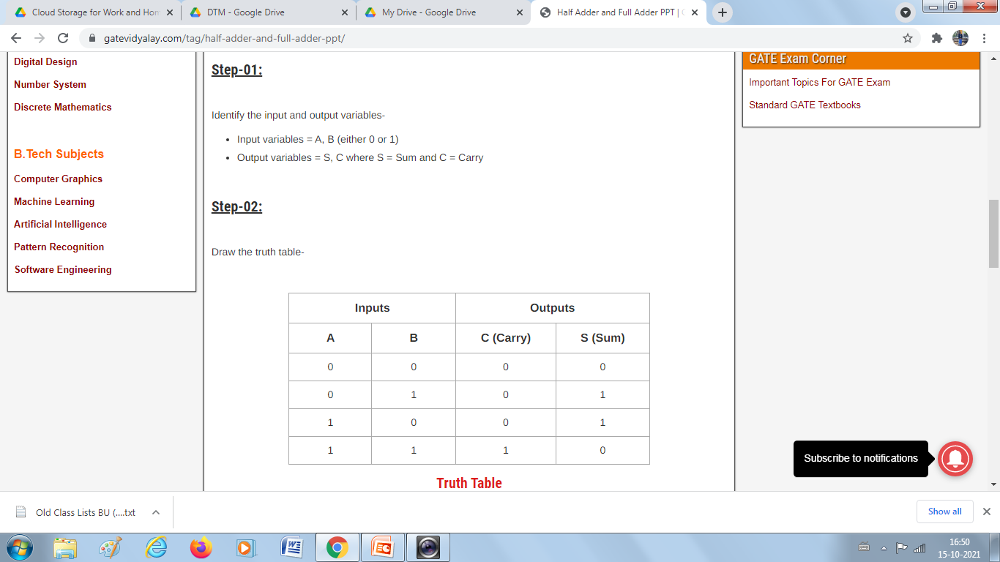 Cloud Storage for Work and Hom
DTM - Google Drive
My Drive - Google Drive
Half Adder and Full Adder PPT |
gatevidyalay.com/tag/half-adder-and-full-adder-ppt/
Digital Design
Number System
Discrete Mathematics
B.Tech Subjects
Computer Graphics
Machine Learning
Artificial Intelligence
Pattern Recognition
Software Engineering
Step-01:
Identify the input and output variables-
• Input variables = A, B (either 0 or 1)
• Output variables = S, C where S = Sum and C = Carry
Step-02:
Draw the truth table-
Inputs Outputs
A B C (Carry) S (Sum)
0 0 0 0
0 1 0 1
1 0 0 1
1 1 1 0
Truth Table
GATE Exam Corner
Important Topics For GATE Exam
Standard GATE Textbooks
Subscribe to notifications
Old Class Lists BU (....txt
Show all
16:50
15-10-2021